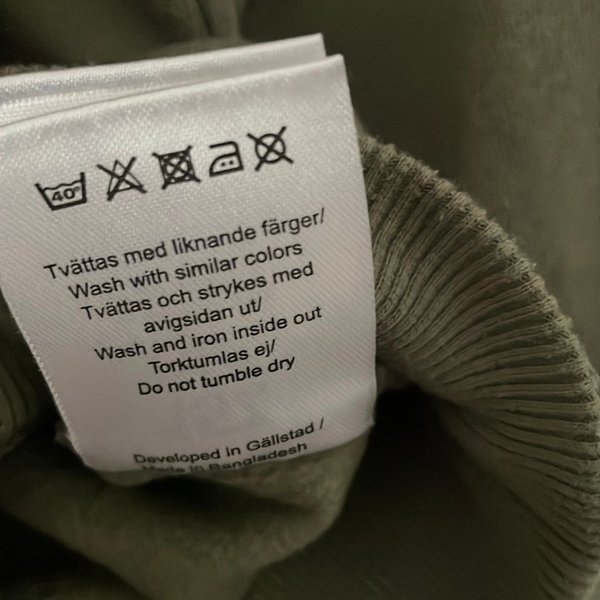 40°
Tvättas med liknande färger/
Wash with similar colors
Tvättas och strykes med
avigsidan ut/
Wash and iron inside out
Torktumlas ej/
Do not tumble dry
Developed in Gällstad /
Made in Bangladesh